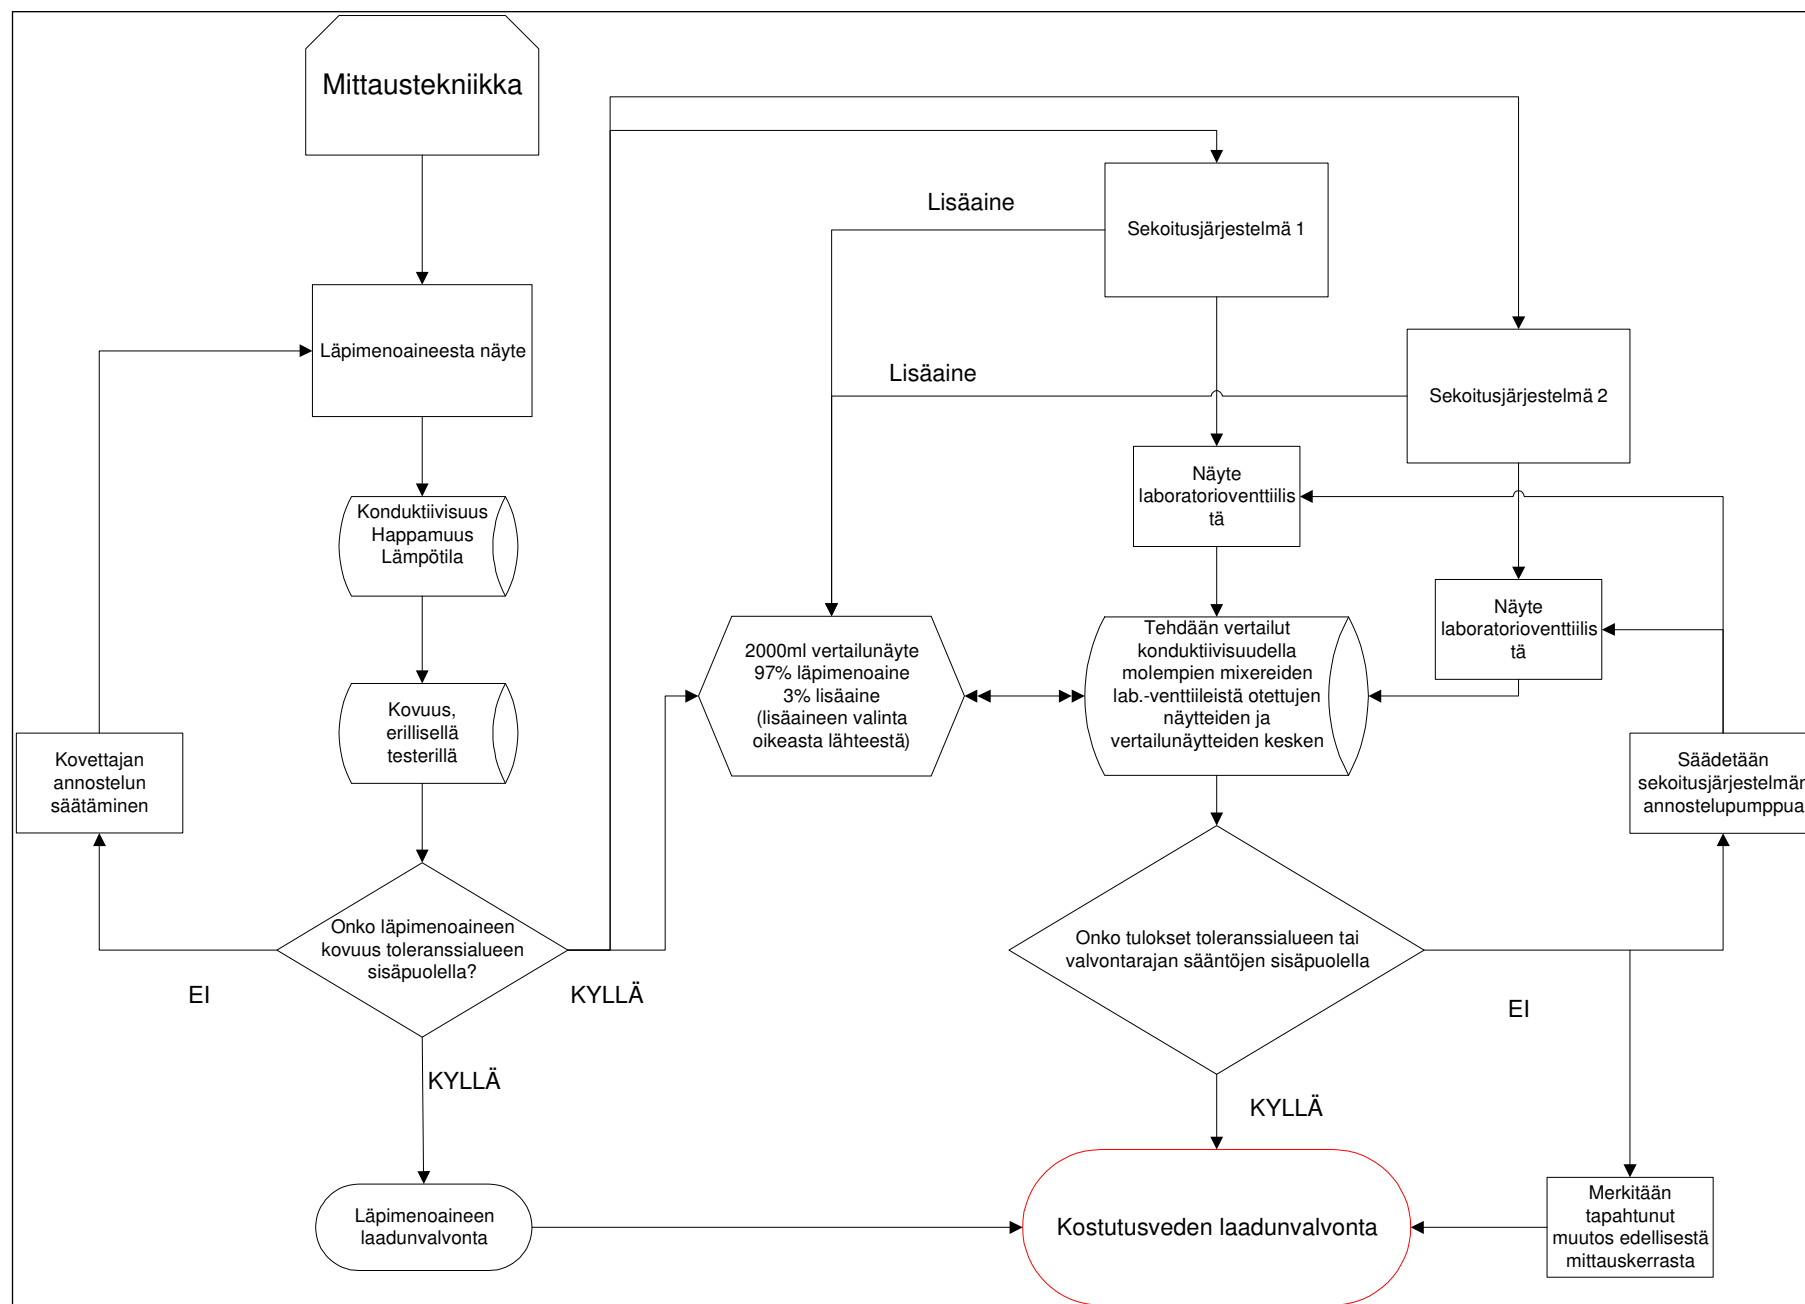 Mittaustekniikka
Lisäaine
Sekoitusjärjestelmä 1
Läpimenoaineesta näyte
Lisäaine
Sekoitusjärjestelmä 2
Konduktiivisuus
Happamuus
Lämpötila
Näyte
laboratorioventtiilis
tä
Näyte
laboratorioventtiilis
tä
Kovuus,
erillisellä
testerillä
2000ml vertailunäyte
97% läpimenoaine
3% lisäaine
(lisäaineen valinta
oikeasta lähteestä)
Tehdään vertailut
konduktiivisuudella
molempien mixereiden
lab.-venttiileistä otettujen
näytteiden ja
vertailunäytteiden kesken
Kovettajan
annostelun
säätäminen
Säädetään
sekoitusjärjestelmän
annostelupumppua
Onko läpimenoaineen
kovuus toleranssialueen
sisäpuolella?
Onko tulokset toleranssialueen tai
valvontarajan sääntöjen sisäpuolella
EI
KYLLÄ
EI
KYLLÄ
KYLLÄ
Läpimenoaineen
laadunvalvonta
Kostutusveden laadunvalvonta
Merkitään
tapahtunut
muutos edellisestä
mittauskerrasta